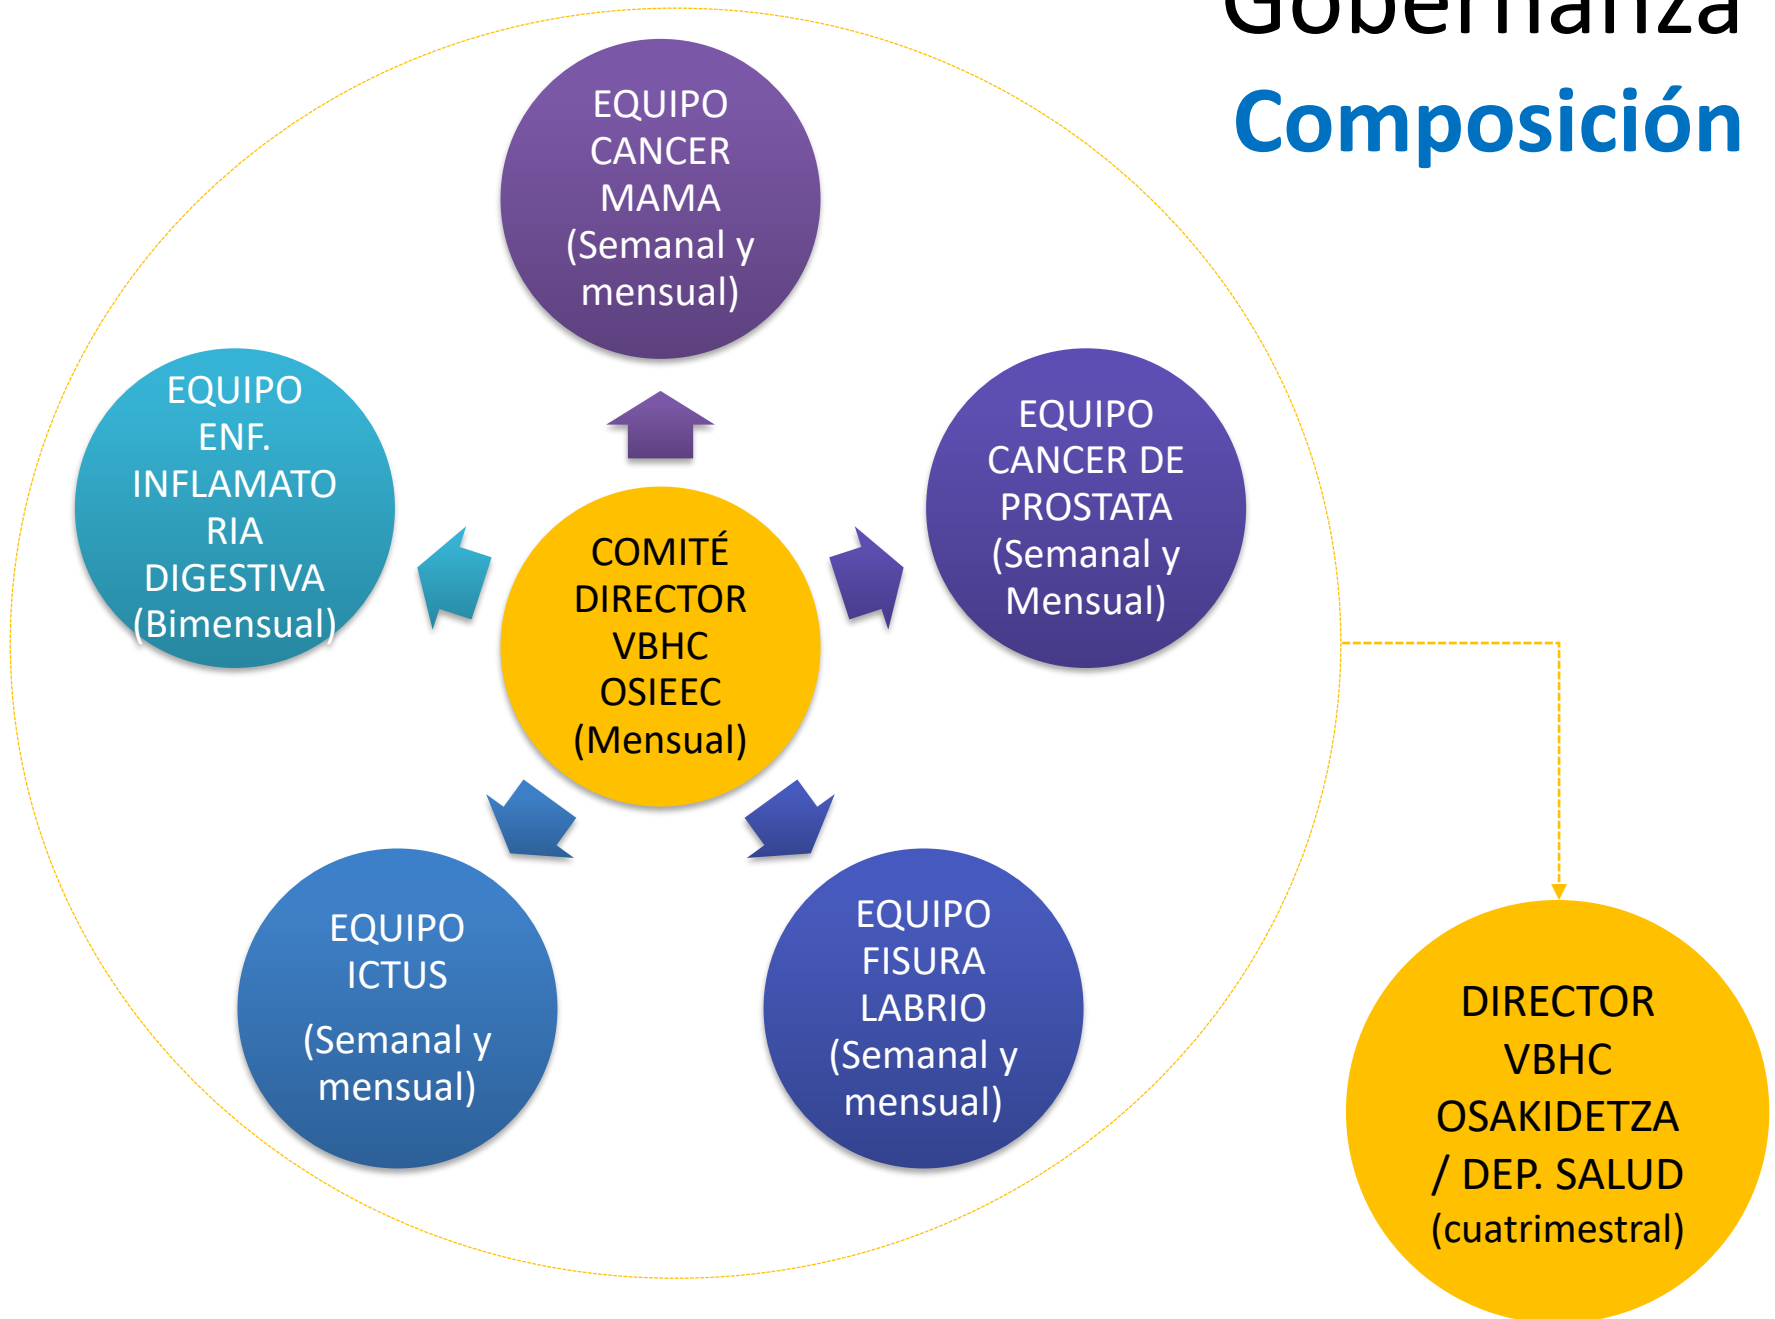 Gobernanza
Composición
EQUIPO
CANCER
MAMA
(Semanal y
mensual)
EQUIPO
ENF.
INFLAMATO
RIA
DIGESTIVA
(Bimensual)
EQUIPO
CANCER DE
PROSTATA
(Semanal y
Mensual)
COMITÉ
DIRECTOR
VBHC
OSIEEC
(Mensual)
EQUIPO
ICTUS
(Semanal y
mensual)
EQUIPO
FISURA
LABRIO
(Semanal y
mensual)
DIRECTOR
VBHC
OSAKIDETZA
/ DEP. SALUD
(cuatrimestral)